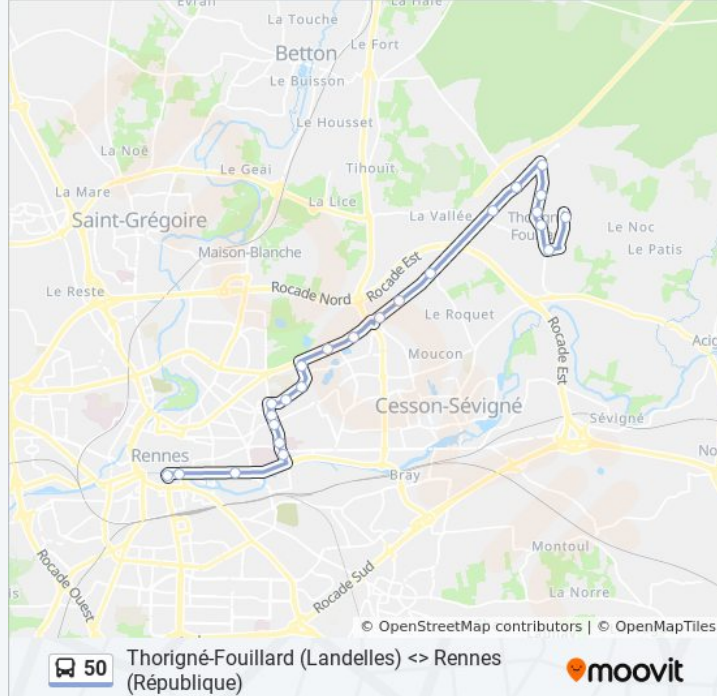 Evran
La Haie
La Touche
Betton
Le Fort
Le Buisson
Le Housset
La Noë
Le Geai
Tihouït
La Mare
La Lice
La Vallée
Saint-Grégoire
Maison-Blanche
Le Noc
Le Patis
Rocade Est
Le Reste
Rocade Nord
Le Roquet
Rocade Est
Moucon
Cesson-Sévigné
Sévigné
Rennes
Bray
Montoul
Rocade Ouest
Rocade Sud
La Norre
© OpenStreetMap contributors | © OpenMapTiles
50
Thorigné-Fouillard (Landelles) <> Rennes
(République)
moovit